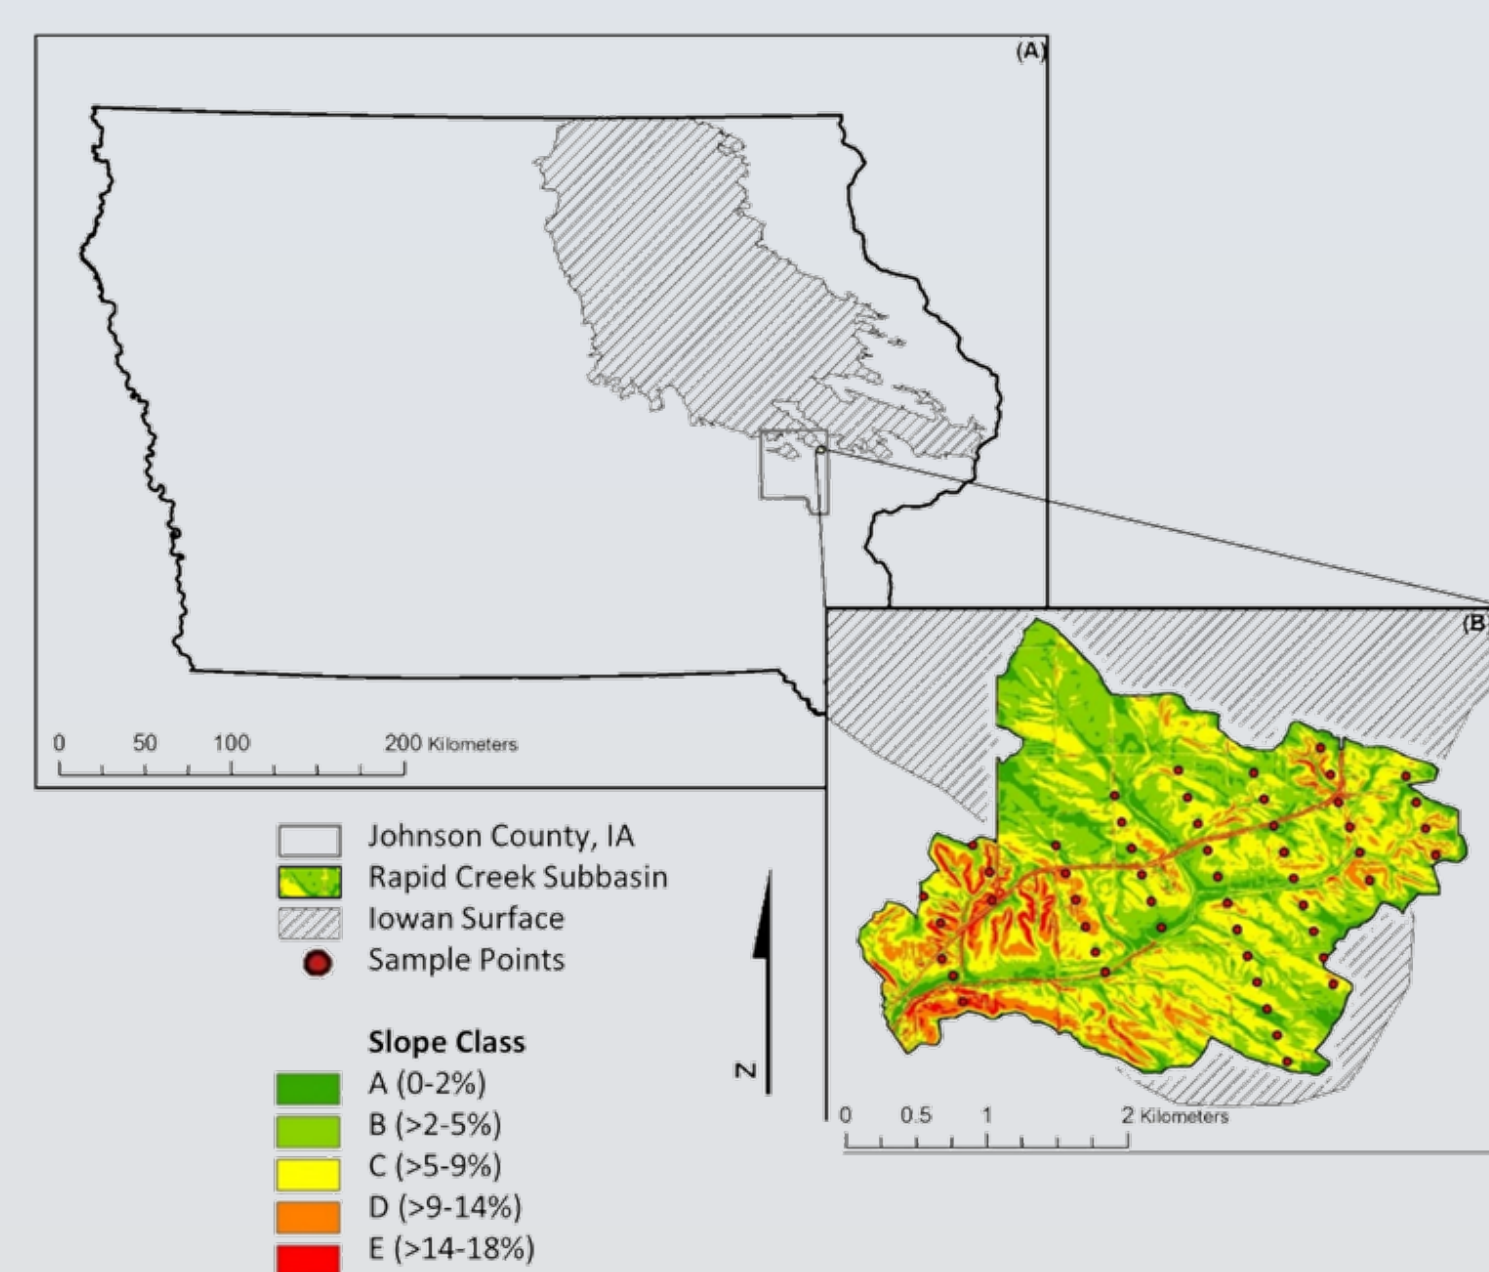 (A)
0 50 100 200 Kilometers
Johnson County, IA
Rapid Creek Subbasin
Iowan Surface
Sample Points
N
Slope Class
A (0-2%)
B (>2-5%)
C (>5-9%)
D (>9-14%)
E (>14-18%)
(B)
0 0.5 1 2 Kilometers